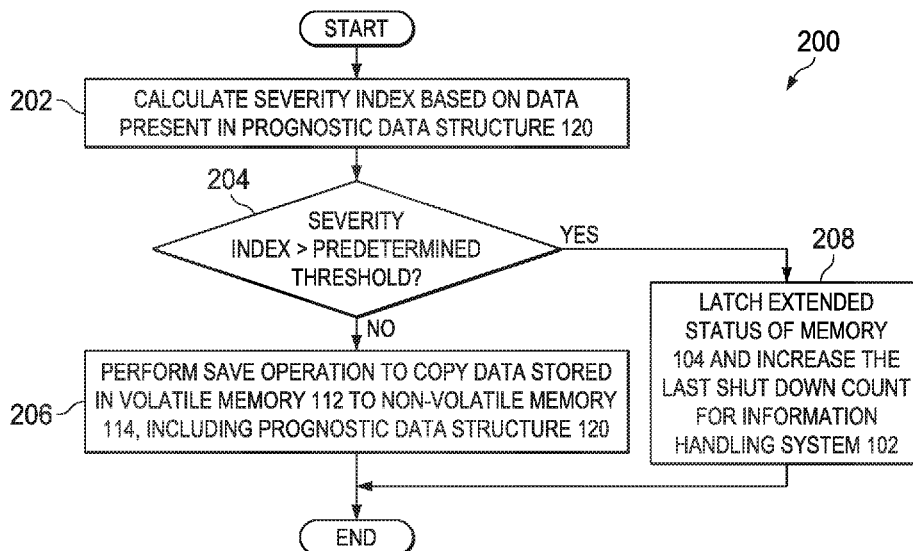 START
200
202
CALCULATE SEVERITY INDEX BASED ON DATA
PRESENT IN PROGNOSTIC DATA STRUCTURE 120
204
SEVERITY
INDEX > PREDETERMINED
THRESHOLD?
YES
208
LATCH EXTENDED
STATUS OF MEMORY
104 AND INCREASE THE
LAST SHUT DOWN COUNT
FOR INFORMATION
HANDLING SYSTEM 102
NO
206
PERFORM SAVE OPERATION TO COPY DATA STORED
IN VOLATILE MEMORY 112 TO NON-VOLATILE MEMORY
114, INCLUDING PROGNOSTIC DATA STRUCTURE 120
END